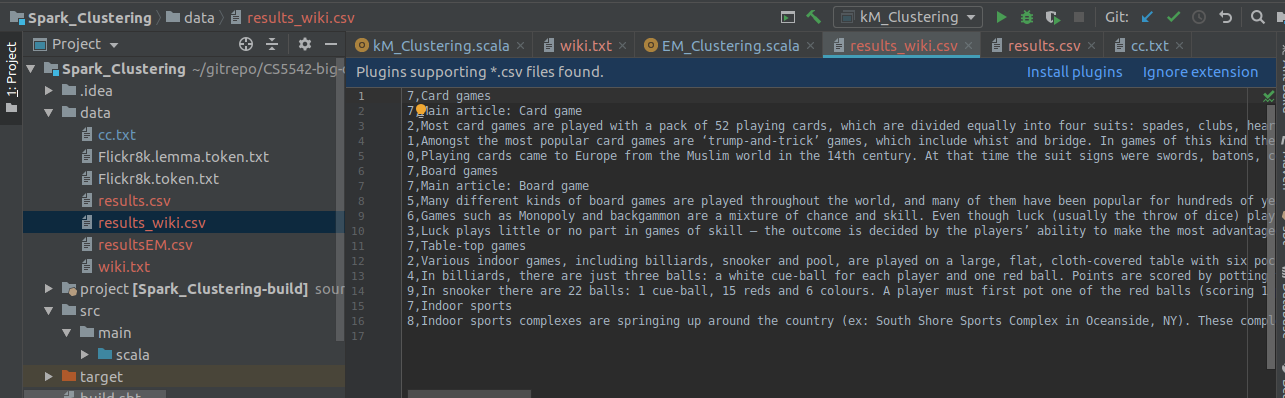 Spark_Clustering data results_wiki.csv kM_Clustering Git:
1: Project
Project
kM_Clustering.scala wiki.txt EM_Clustering.scala results_wiki.csv results.csv cc.txt
Spark_Clustering ~/gitrepo/CS5542-big-
.idea
data
cc.txt
Flickr8k.lemma.token.txt
Flickr8k.token.txt
results.csv
results_wiki.csv
resultsEM.csv
wiki.txt
project [Spark_Clustering-build] sour
src
main
scala
target
build.sbt
Plugins supporting *.csv files found. Install plugins Ignore extension
1 7,Card games
2 7,Main article: Card game
3 2,Most card games are played with a pack of 52 playing cards, which are divided equally into four suits: spades, clubs, hear
4 1,Amongst the most popular card games are ‘trump-and-trick’ games, which include whist and bridge. In games of this kind the
5 0,Playing cards came to Europe from the Muslim world in the 14th century. At that time the suit signs were swords, batons, c
6 7,Board games
7 7,Main article: Board game
8 5,Many different kinds of board games are played throughout the world, and many of them have been popular for hundreds of ye
9 6,Games such as Monopoly and backgammon are a mixture of chance and skill. Even though luck (usually the throw of dice) play
10 3,Luck plays little or no part in games of skill — the outcome is decided by the players’ ability to make the most advantage
11 7,Table-top games
12 2,Various indoor games, including billiards, snooker and pool, are played on a large, flat, cloth-covered table with six poc
13 4,In billiards, there are just three balls: a white cue-ball for each player and one red ball. Points are scored by potting
14 9,In snooker there are 22 balls: 1 cue-ball, 15 reds and 6 colours. A player must first pot one of the red balls (scoring 1
15 7,Indoor sports
16 8,Indoor sports complexes are springing up around the country (ex: South Shore Sports Complex in Oceanside, NY). These compl
17